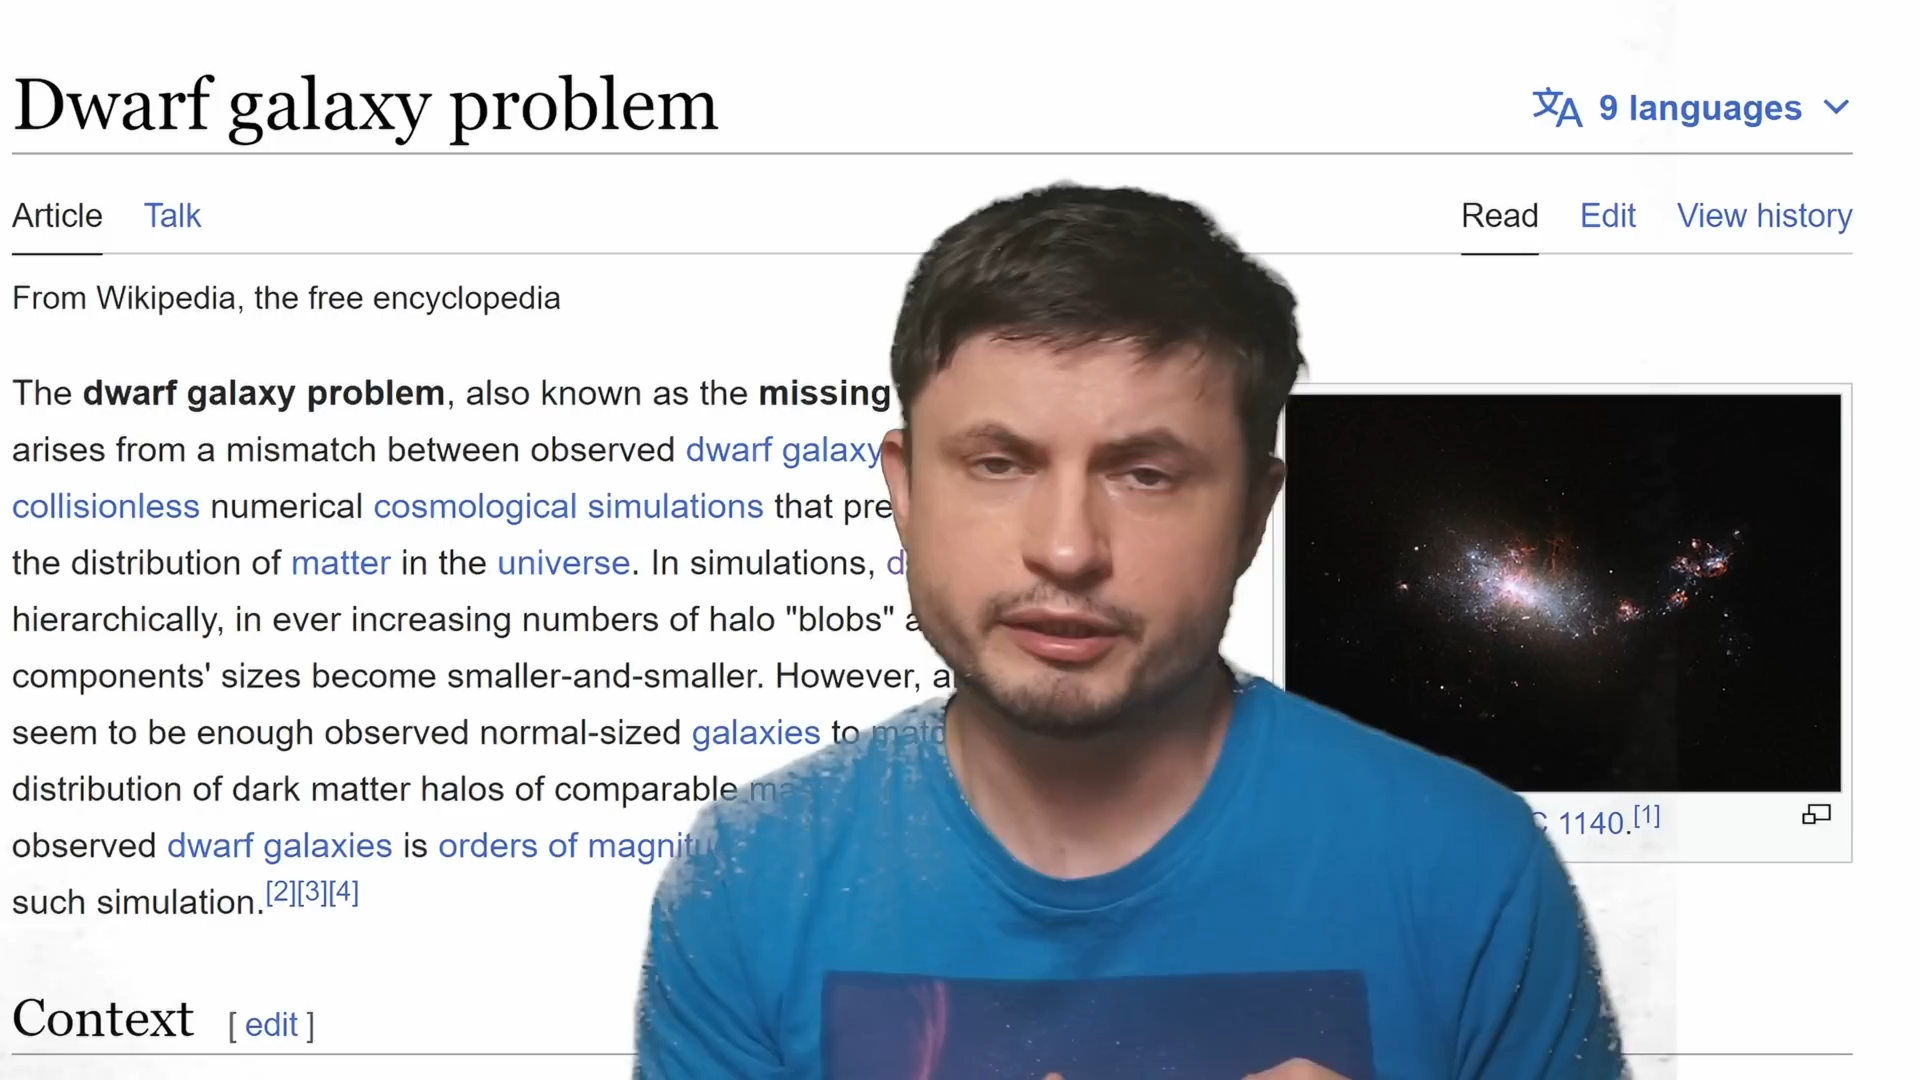 Dwarf galaxy problem
文A 9 languages
Article Talk
Read Edit View history
From Wikipedia, the free encyclopedia
The dwarf galaxy problem, also known as the missing
arises from a mismatch between observed dwarf galaxy
collisionless numerical cosmological simulations that
the distribution of matter in the universe. In simulations,
hierarchically, in ever increasing numbers of halo "blobs"
components' sizes become smaller-and-smaller. However,
seem to be enough observed normal-sized galaxies to
distribution of dark matter halos of comparable
observed dwarf galaxies is orders of
such simulation.[2][3][4]
1140.[1]
Context [ edit ]